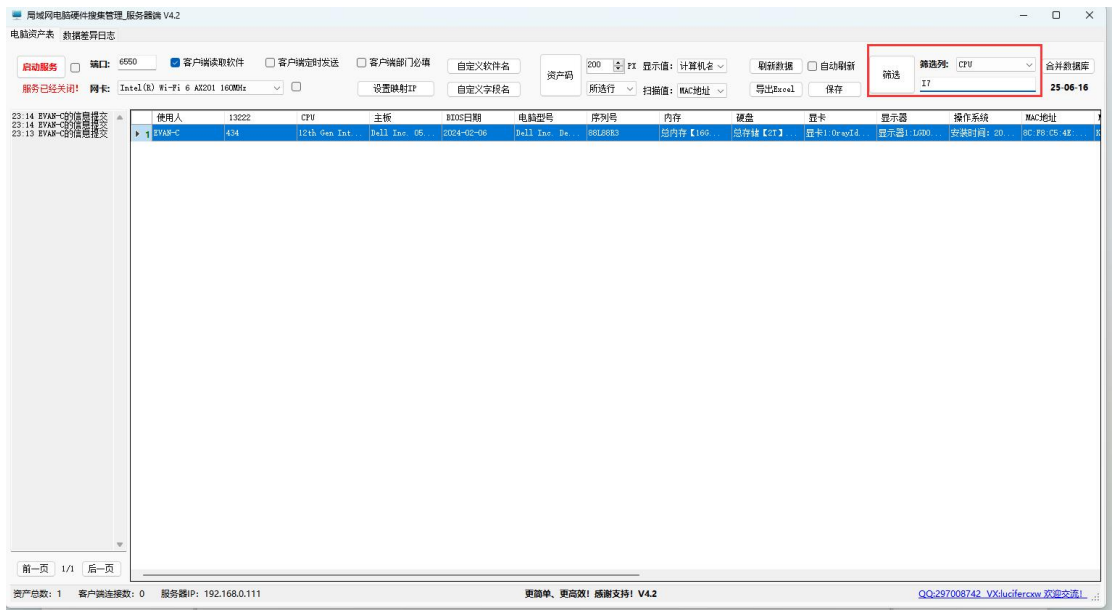 局域网电脑硬件搜集管理_服务器端 V4.2
电脑资产表 数据差异日志
启动服务 端口: 6550 客户端读取软件 客户端定时发送 客户端部门必填 自定义软件名 资产码 200 PX 显示值: 计算机名 刷新数据 自动刷新 筛选 筛选列: CPU 合并数据库
服务已经关闭! 网卡: Intel(R) Wi-Fi 6 AX201 160MHz 设置映射IP 自定义字段名 所选行 扫描值: MAC地址 导出Excel 保存 I7 25-06-16
23:14 EVAN-C的信息提交
23:14 EVAN-C的信息提交
23:13 EVAN-C的信息提交
使用人 13222 CPU 主板 BIOS日期 电脑型号 序列号 内存 硬盘 显卡 显示器 操作系统 MAC地址
1 EVAN-C 434 12th Gen Int... Dell Inc. 05... 2024-02-06 Dell Inc. De... 88L88R3 总内存【16G... 总存储【2T】... 显卡1:OrayId... 显示器1:LGD0... 安装时间: 20... 8C:F8:C5:4E:...
前一页 1/1 后一页
资产总数: 1 客户端连接数: 0 服务器IP: 192.168.0.111 更简单、更高效! 感谢支持! V4.2 QQ:297008742 VX:lucifercxw 欢迎交流!